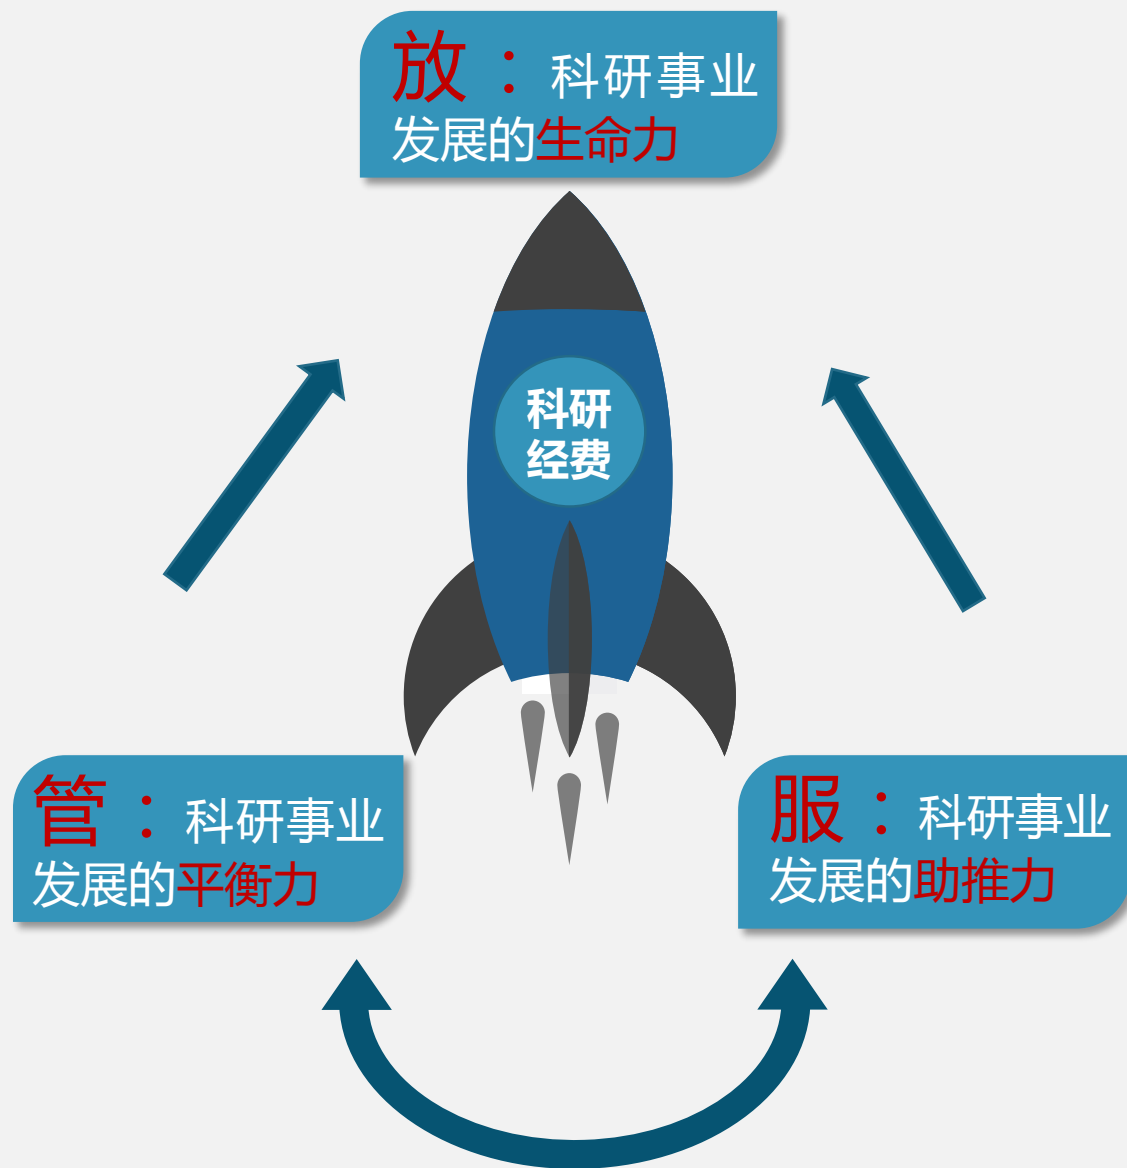 放：科研事业
发展的生命力
科研
经费
管：科研事业
发展的平衡力
服：科研事业
发展的助推力